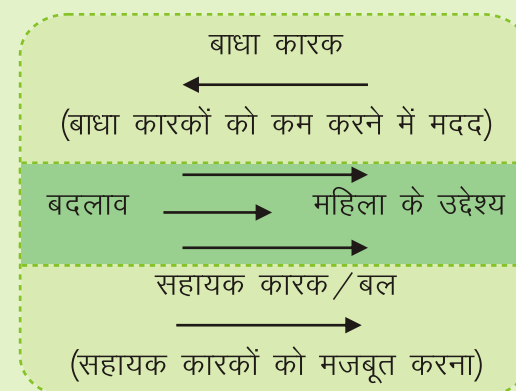 बाधा कारक
(बाधा कारकों को कम करने में मदद)
बदलाव महिला के उद्देश्य
सहायक कारक/बल
(सहायक कारकों को मजबूत करना)